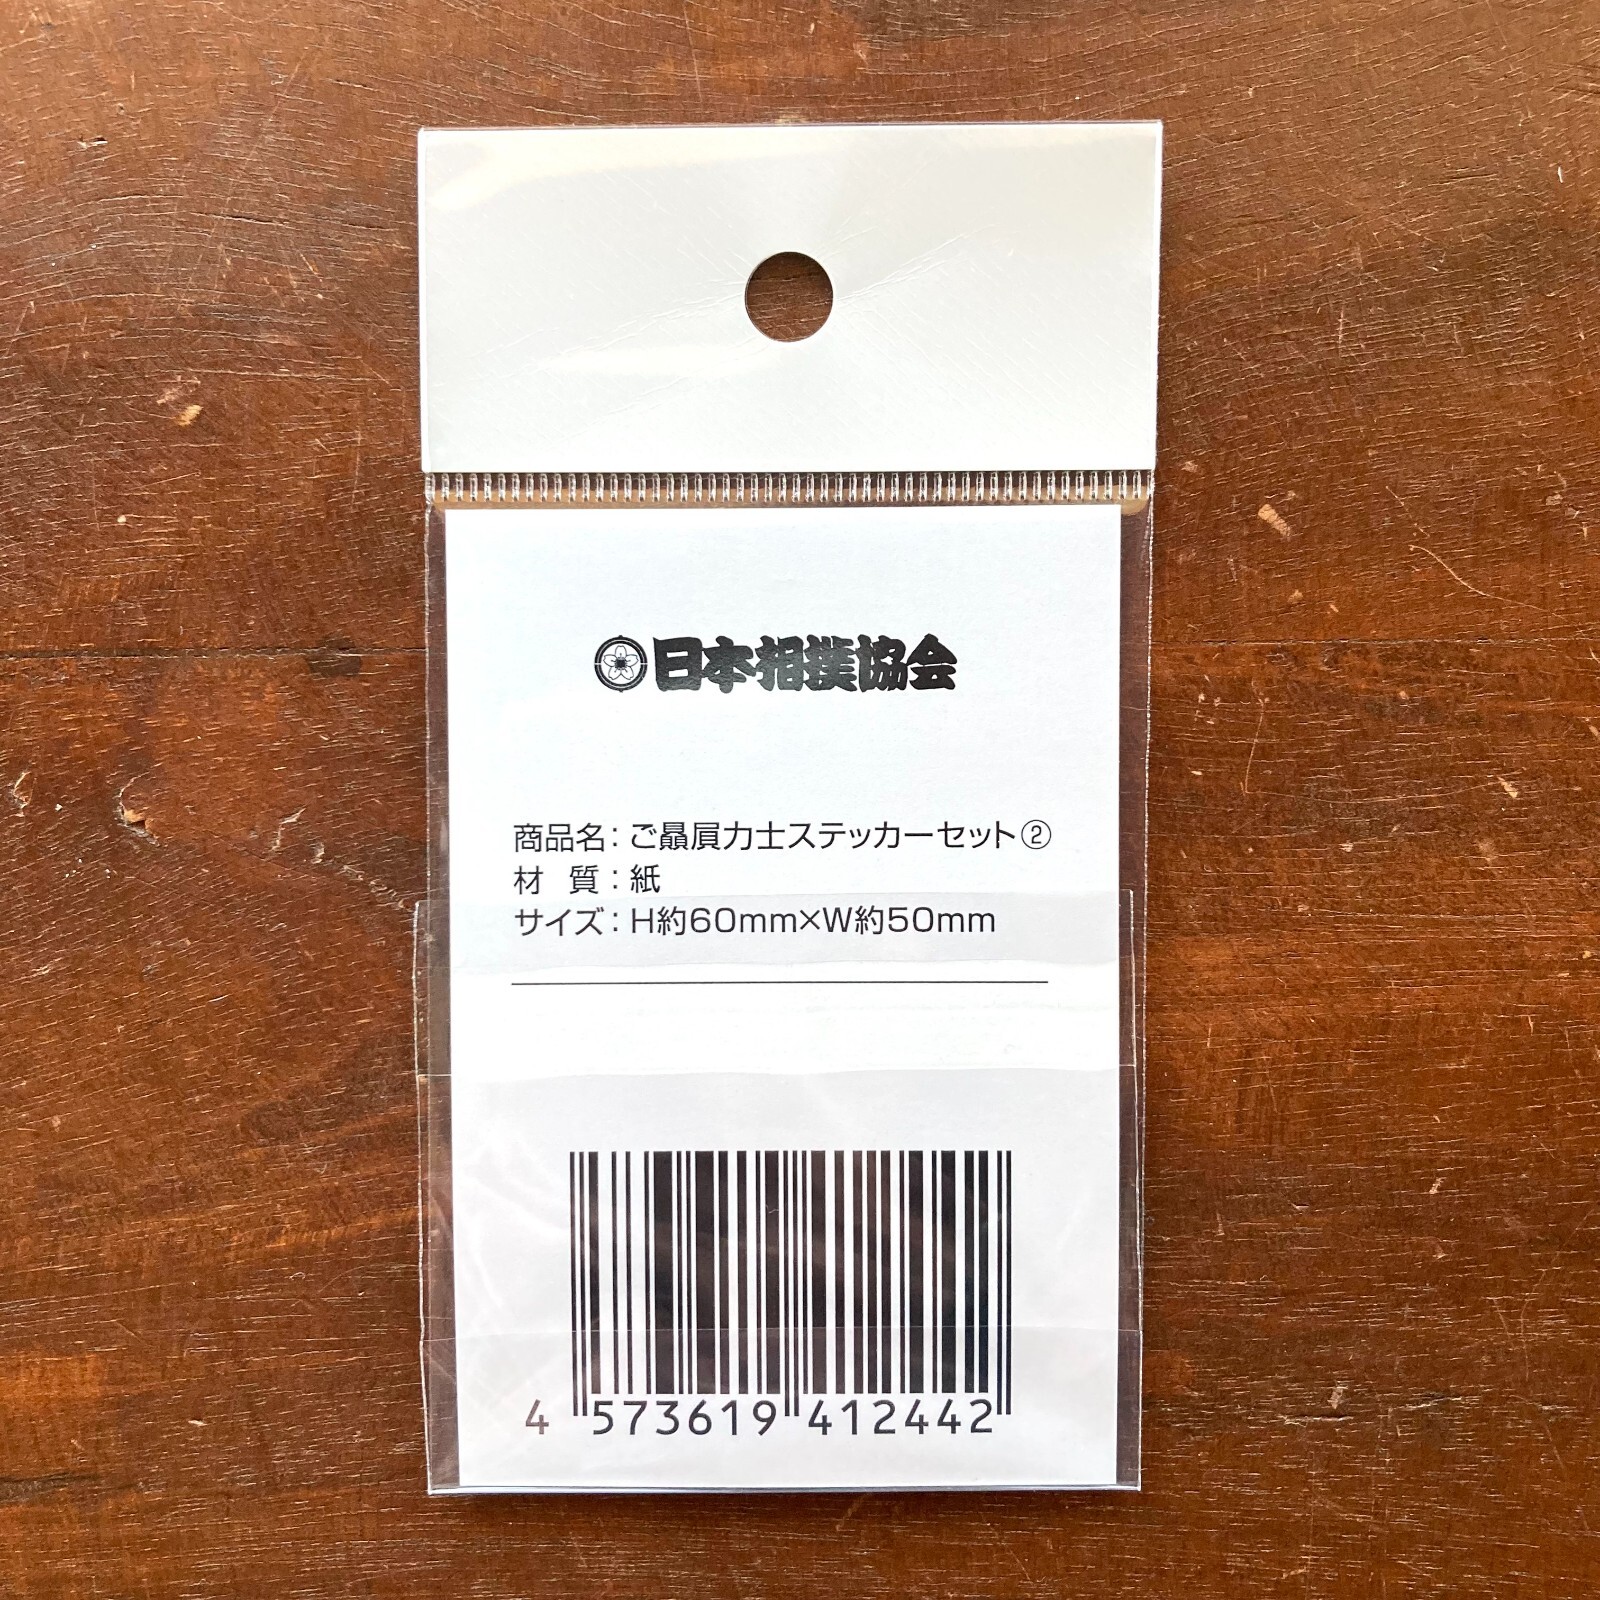 日本相撲協会
商品名：ご贔屓力士ステッカーセット②
材　質：紙
サイズ：H約60mm×W約50mm
4 573619 412442